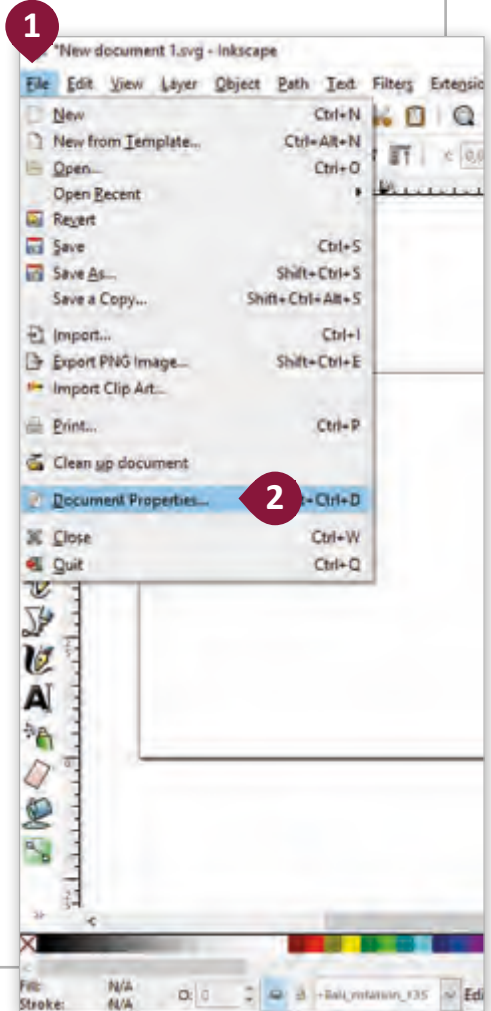 1
*New document 1.svg - Inkscape
File Edit View Layer Object Path Text Filters Extensio
New Ctrl+N
New from Template... Ctrl+Alt+N
Open... Ctrl+O
Open Recent
Revert
Save Ctrl+S
Save As... Shift+Ctrl+S
Save a Copy... Shift+Ctrl+Alt+S
Import... Ctrl+I
Export PNG Image... Shift+Ctrl+E
Import Clip Art...
Print... Ctrl+P
Clean up document
Document Properties... 2 +Ctrl+D
Close Ctrl+W
Quit Ctrl+Q
Fill: N/A
Stroke: N/A
O: 0
Edi